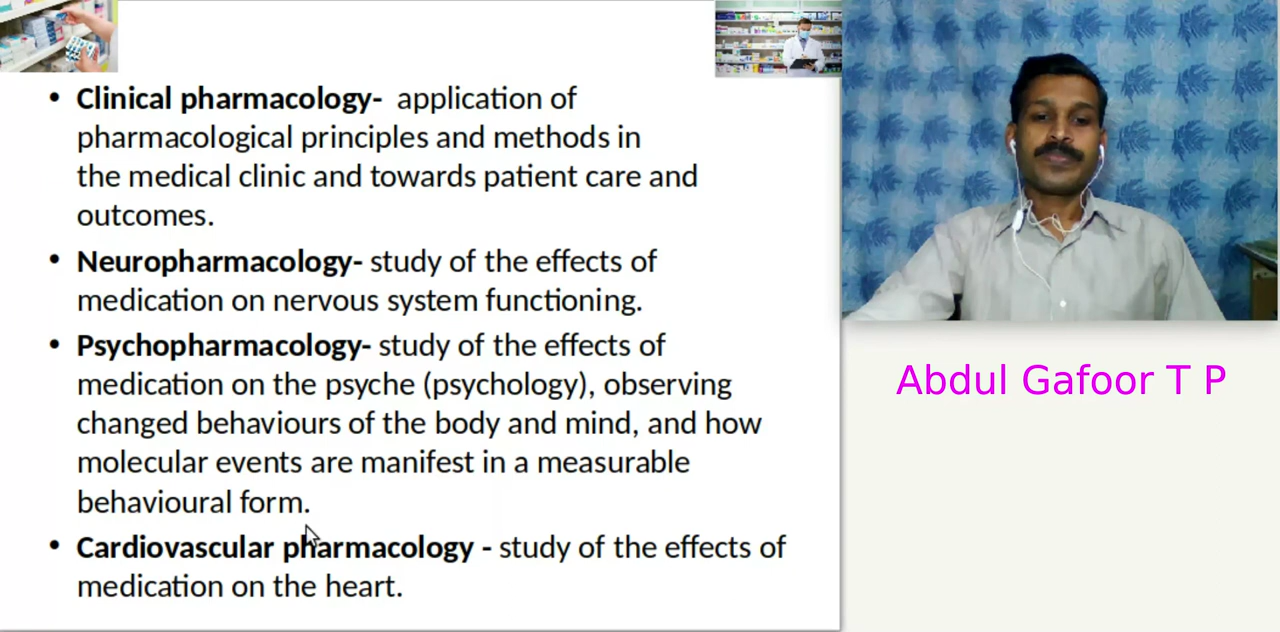 • Clinical pharmacology- application of
pharmacological principles and methods in
the medical clinic and towards patient care and
outcomes.
• Neuropharmacology- study of the effects of
medication on nervous system functioning.
• Psychopharmacology- study of the effects of
medication on the psyche (psychology), observing
changed behaviours of the body and mind, and how
molecular events are manifest in a measurable
behavioural form.
• Cardiovascular pharmacology - study of the effects of
medication on the heart.
Abdul Gafoor T P